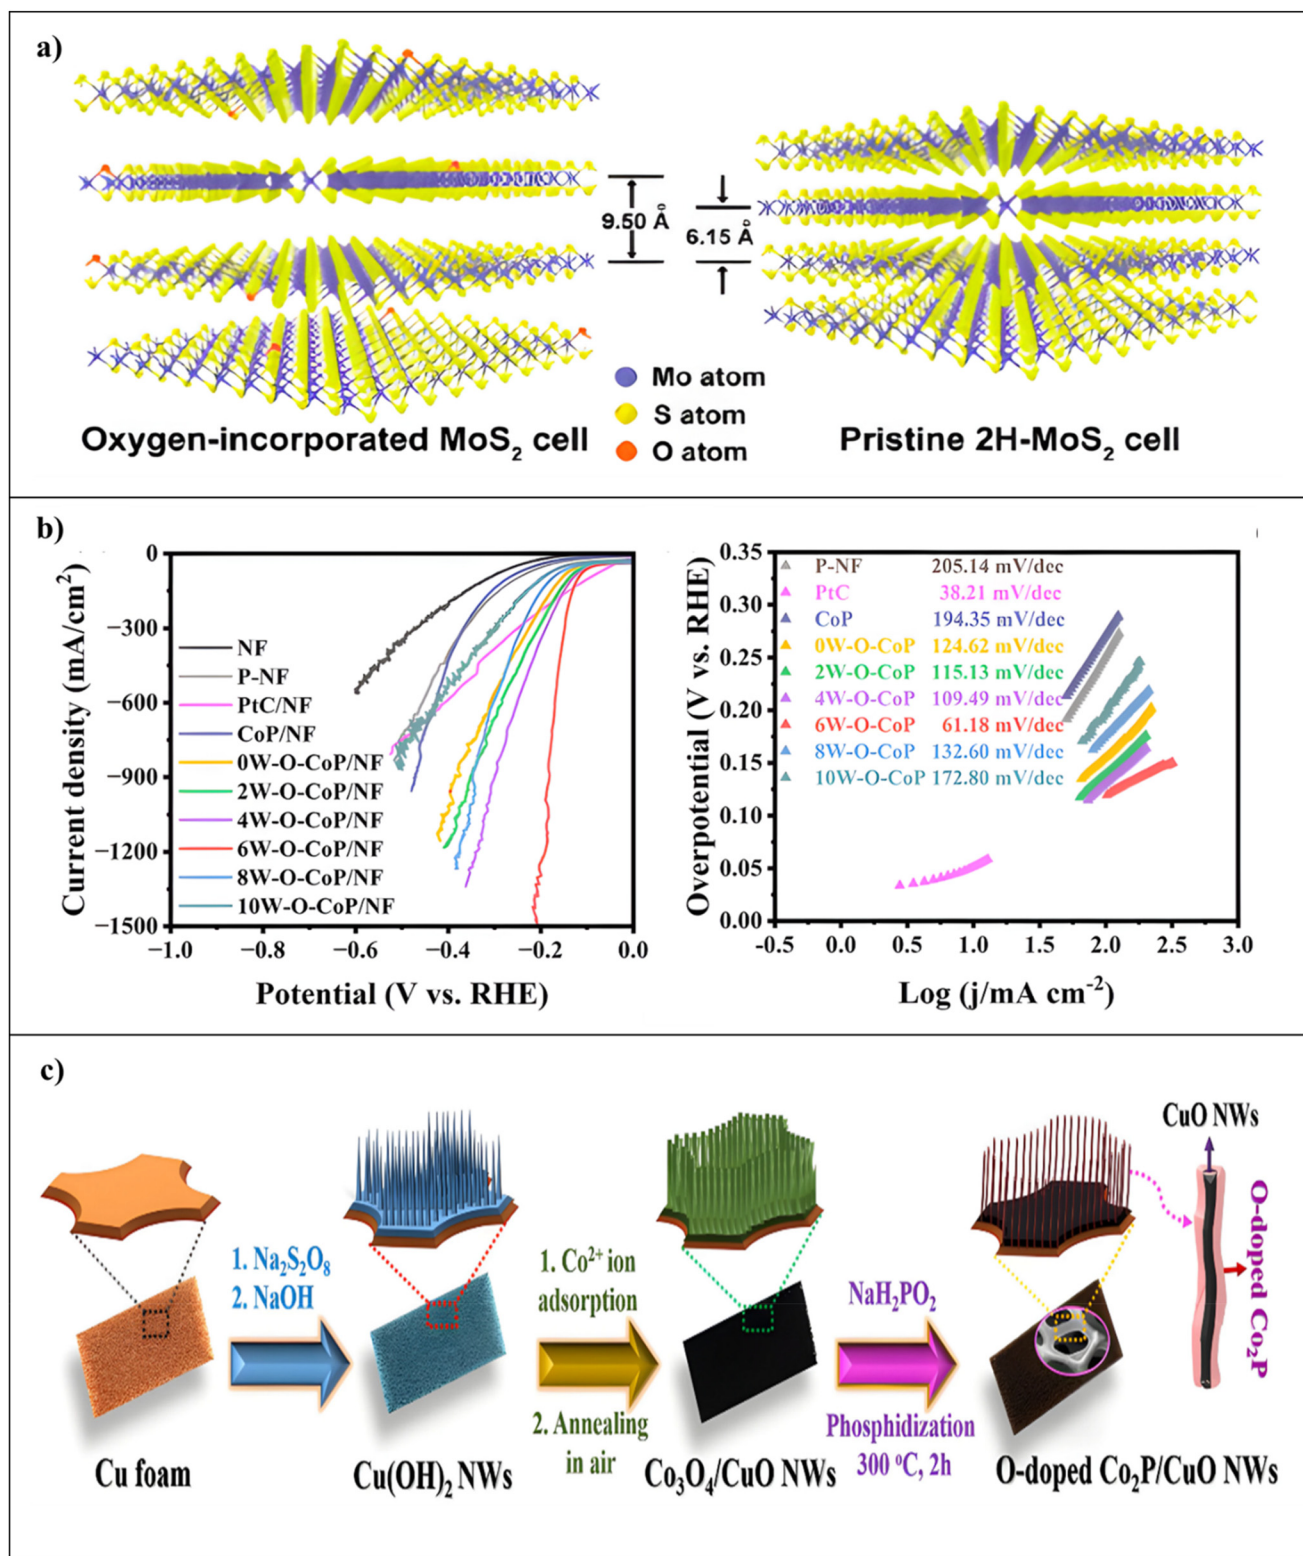 a)
9.50 Å
6.15 Å
Mo atom
S atom
O atom
Oxygen-incorporated MoS₂ cell
Pristine 2H-MoS₂ cell
b)
Current density (mA/cm²)
0
−300
−600
−900
−1200
−1500
NF
P-NF
PtC/NF
CoP/NF
0W-O-CoP/NF
2W-O-CoP/NF
4W-O-CoP/NF
6W-O-CoP/NF
8W-O-CoP/NF
10W-O-CoP/NF
−1.0 −0.8 −0.6 −0.4 −0.2 0.0
Potential (V vs. RHE)
Overpotential (V vs. RHE)
0.35
0.30
0.25
0.20
0.15
0.10
0.05
0.00
P-NF 205.14 mV/dec
PtC 38.21 mV/dec
CoP 194.35 mV/dec
0W-O-CoP 124.62 mV/dec
2W-O-CoP 115.13 mV/dec
4W-O-CoP 109.49 mV/dec
6W-O-CoP 61.18 mV/dec
8W-O-CoP 132.60 mV/dec
10W-O-CoP 172.80 mV/dec
-0.5 0.0 0.5 1.0 1.5 2.0 2.5 3.0
Log (j/mA cm⁻²)
c)
Cu foam
1. Na₂S₂O₈
2. NaOH
Cu(OH)₂ NWs
1. Co²⁺ ion
adsorption
2. Annealing
in air
Co₃O₄/CuO NWs
NaH₂PO₂
Phosphidization
300 ºC, 2h
O-doped Co₂P/CuO NWs
CuO NWs
O-doped Co₂P